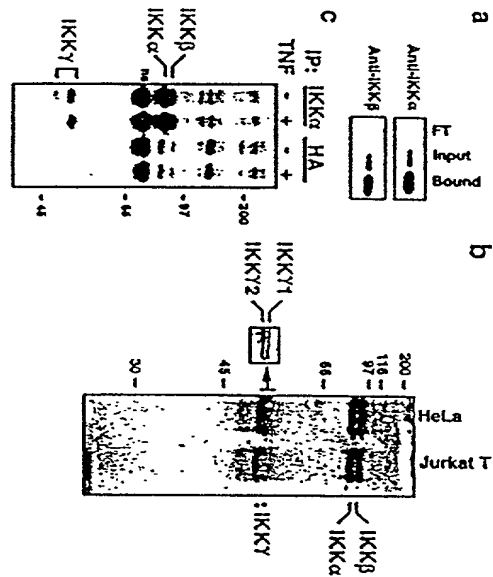 a
Anti-IKKα
Anti-IKKβ
FT
Input
Bound
b
HeLa
Jurkat T
200
116
97
66
45
30
IKKγ1
IKKγ2
IKKβ
IKKα
IKKγ
c
IP: IKKα HA
TNF - + - +
IKKβ
IKKα
ns
IKKγ
200
97
66
45